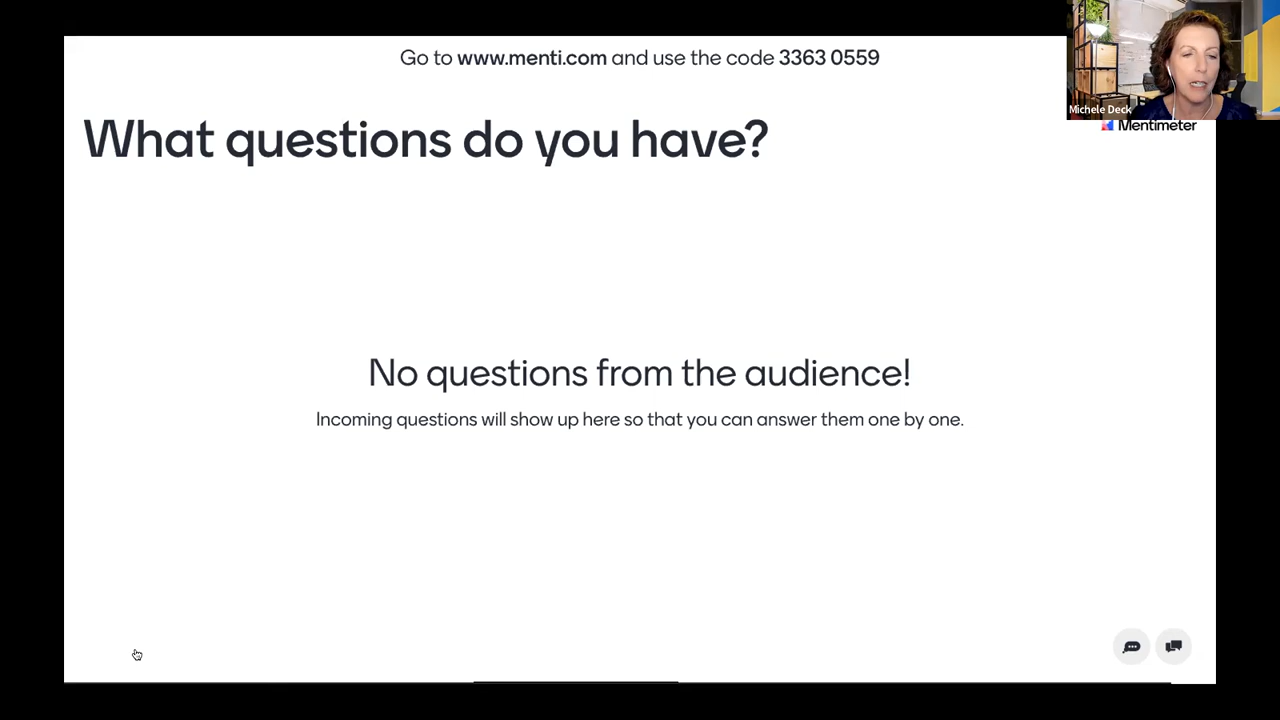 Go to www.menti.com and use the code 3363 0559
Michele Deck
Mentimeter
What questions do you have?
No questions from the audience!
Incoming questions will show up here so that you can answer them one by one.